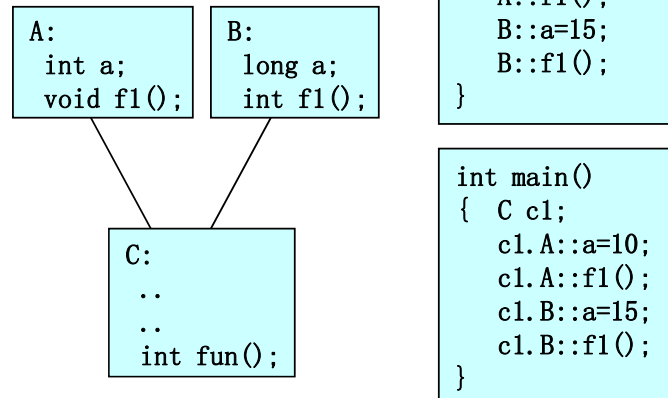 A:
int a;
void f1();
B:
long a;
int f1();
C:
..
..
int fun();
A::f1();
B::a=15;
B::f1();
}
int main()
{ C c1;
c1.A::a=10;
c1.A::f1();
c1.B::a=15;
c1.B::f1();
}